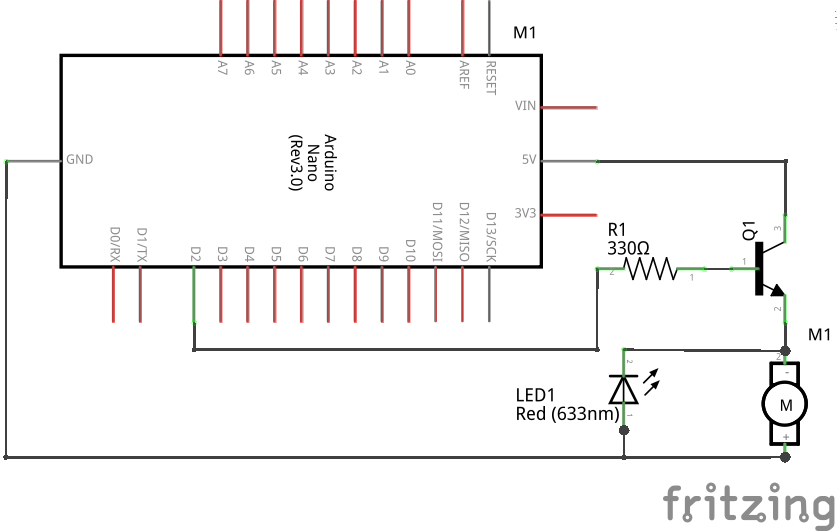 M1
A7
A6
A5
A4
A3
A2
A1
A0
AREF
RESET
VIN
GND
Arduino
Nano
(Rev3.0)
5V
3V3
D0/RX
D1/TX
D2
D3
D4
D5
D6
D7
D8
D9
D10
D11/MOSI
D12/MISO
D13/SCK
R1
330Ω
2
1
Q1
3
1
2
M1
2
-
M
+
LED1
Red (633nm)
2
1
fritzing